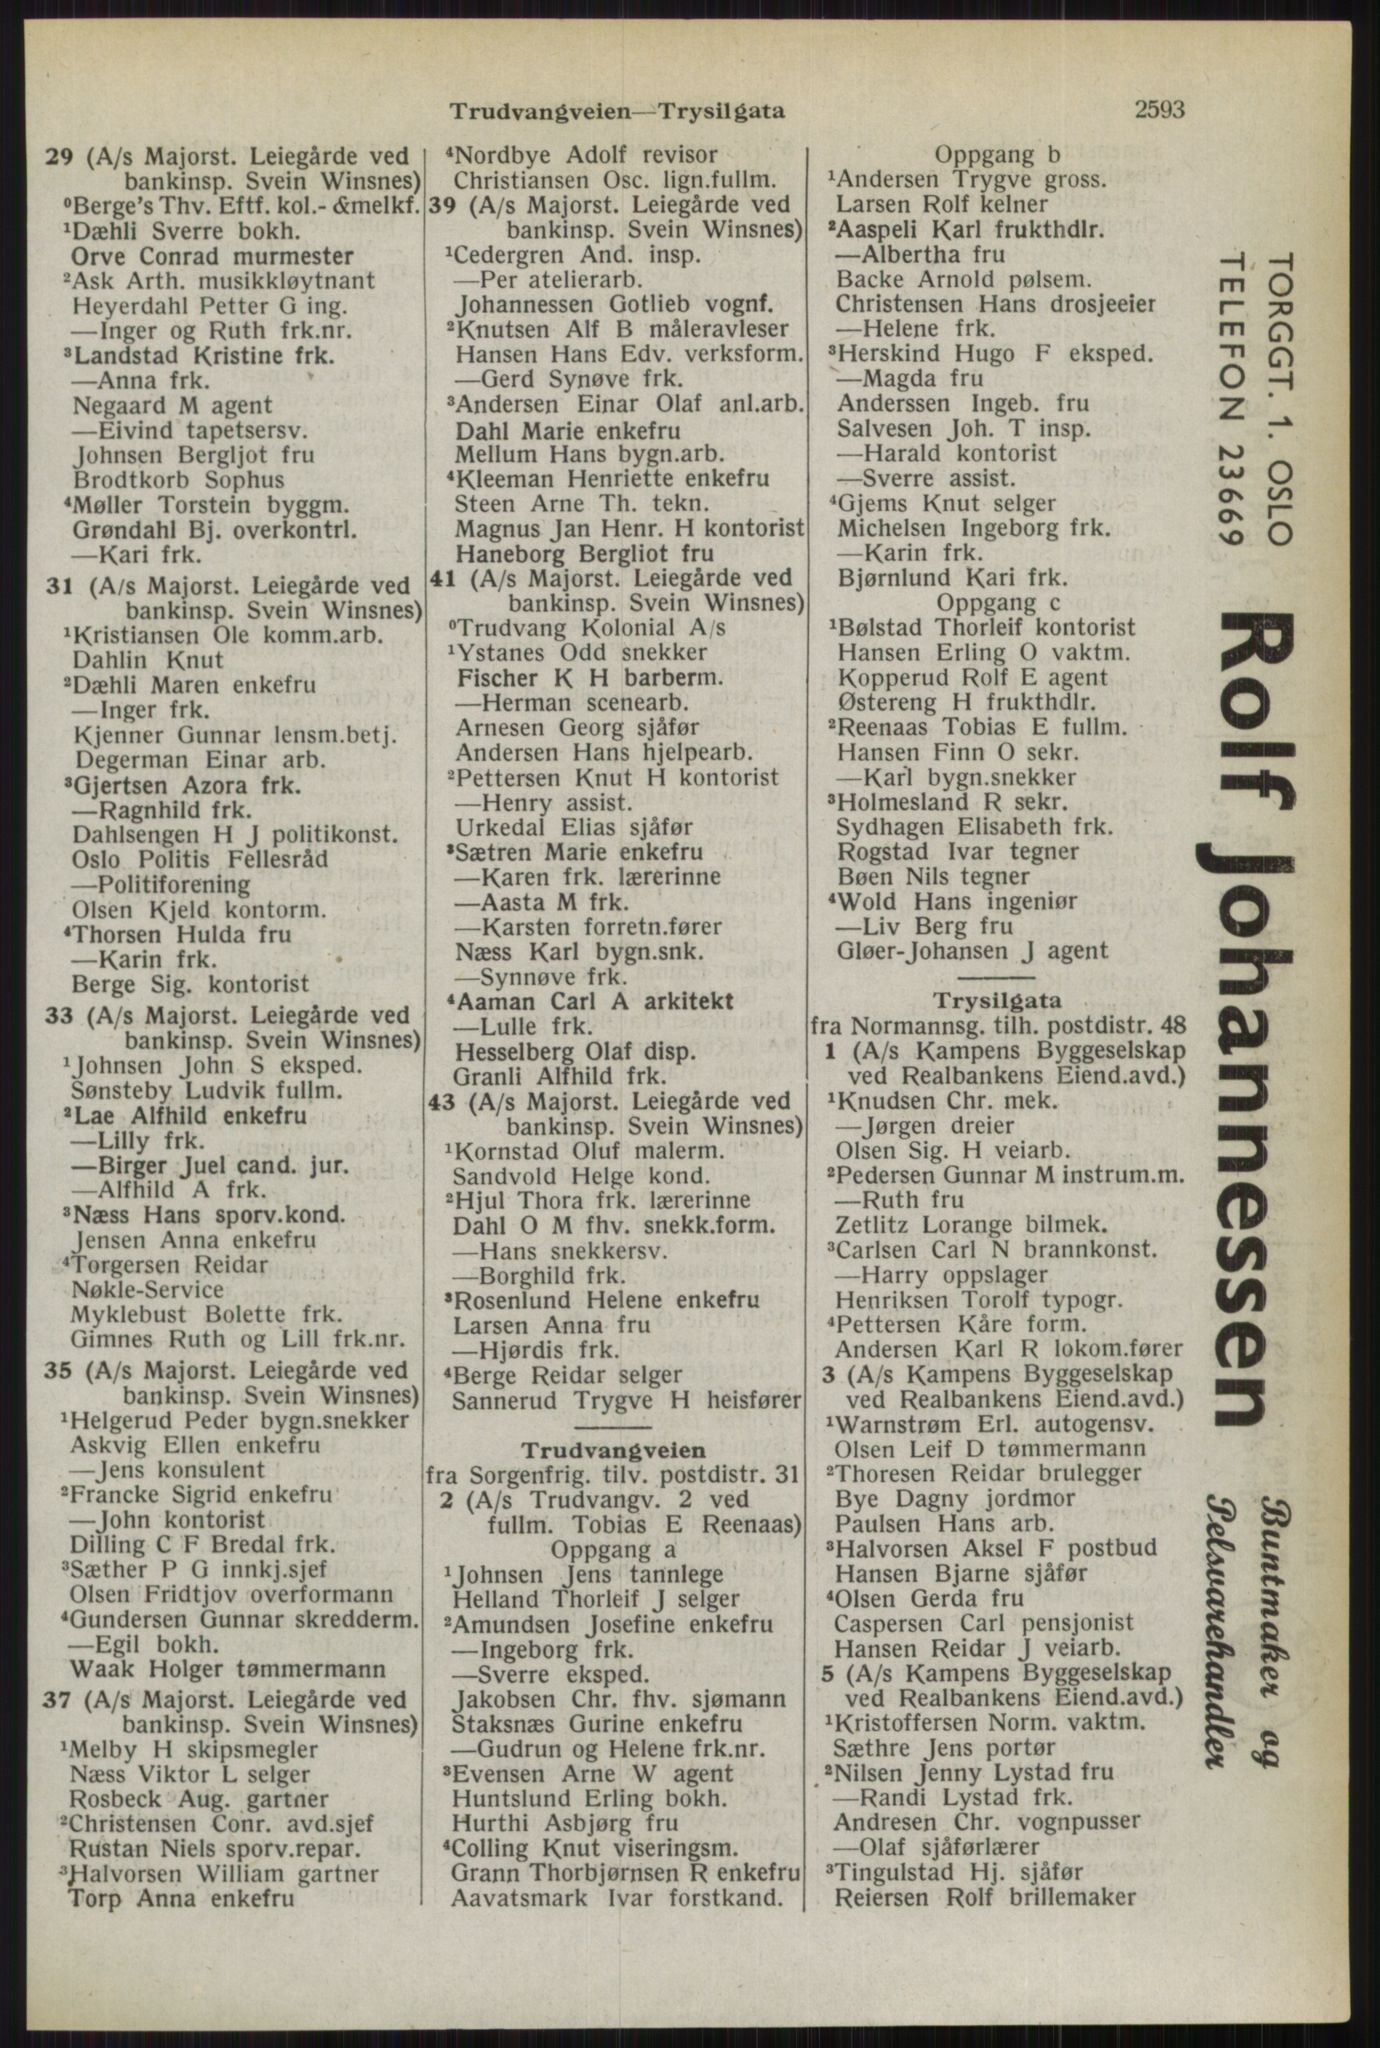 Trudvangveien—Trysilgata
2593
29 (A/s Majorst. Leiegårde ved
bankinsp. Svein Winsnes)
⁰Berge's Thv. Eftf. kol.- &melkf.
¹Dæhli Sverre bokh.
Orve Conrad murmester
²Ask Arth. musikkløytnant
Heyerdahl Petter G ing.
—Inger og Ruth frk.nr.
³Landstad Kristine frk.
—Anna frk.
Negaard M agent
—Eivind tapetsersv.
Johnsen Bergljot fru
Brodtkorb Sophus
⁴Møller Torstein byggm.
Grøndahl Bj. overkontrl.
—Kari frk.
31 (A/s Majorst. Leiegårde ved
bankinsp. Svein Winsnes)
¹Kristiansen Ole komm.arb.
Dahlin Knut
²Dæhli Maren enkefru
—Inger frk.
Kjenner Gunnar lensm.betj.
Degerman Einar arb.
³Gjertsen Azora frk.
—Ragnhild frk.
Dahlsengen H J politikonst.
Oslo Politis Fellesråd
—Politiforening
Olsen Kjeld kontorm.
⁴Thorsen Hulda fru
—Karin frk.
Berge Sig. kontorist
33 (A/s Majorst. Leiegårde ved
bankinsp. Svein Winsnes)
¹Johnsen John S eksped.
Sønsteby Ludvik fullm.
²Lae Alfhild enkefru
—Lilly frk.
—Birger Juel cand. jur.
—Alfhild A frk.
³Næss Hans sporv.kond.
Jensen Anna enkefru
⁴Torgersen Reidar
Nøkle-Service
Myklebust Bolette frk.
Gimnes Ruth og Lill frk.nr.
35 (A/s Majorst. Leiegårde ved
bankinsp. Svein Winsnes)
¹Helgerud Peder bygn.snekker
Askvig Ellen enkefru
—Jens konsulent
²Francke Sigrid enkefru
—John kontorist
Dilling C F Bredal frk.
³Sæther P G innkj.sjef
Olsen Fridtjov overformann
⁴Gundersen Gunnar skredderm.
—Egil bokh.
Waak Holger tømmermann
37 (A/s Majorst. Leiegårde ved
bankinsp. Svein Winsnes)
¹Melby H skipsmegler
Næss Viktor L selger
Rosbeck Aug. gartner
²Christensen Conr. avd.sjef
Rustan Niels sporv.repar.
³Halvorsen William gartner
Torp Anna enkefru
⁴Nordbye Adolf revisor
Christiansen Osc. lign.fullm.
39 (A/s Majorst. Leiegårde ved
bankinsp. Svein Winsnes)
¹Cedergren And. insp.
—Per atelierarb.
Johannessen Gotlieb vognf.
²Knutsen Alf B måleravleser
Hansen Hans Edv. verksform.
—Gerd Synøve frk.
³Andersen Einar Olaf anl.arb.
Dahl Marie enkefru
Mellum Hans bygn.arb.
⁴Kleeman Henriette enkefru
Steen Arne Th. tekn.
Magnus Jan Henr. H kontorist
Haneborg Bergliot fru
41 (A/s Majorst. Leiegårde ved
bankinsp. Svein Winsnes)
⁰Trudvang Kolonial A/s
¹Ystanes Odd snekker
Fischer K H barberm.
—Herman scenearb.
Arnesen Georg sjåfør
Andersen Hans hjelpearb.
²Pettersen Knut H kontorist
—Henry assist.
Urkedal Elias sjåfør
³Sætren Marie enkefru
—Karen frk. lærerinne
—Aasta M frk.
—Karsten forretn.fører
Næss Karl bygn.snk.
—Synnøve frk.
⁴Aaman Carl A arkitekt
—Lulle frk.
Hesselberg Olaf disp.
Granli Alfhild frk.
43 (A/s Majorst. Leiegårde ved
bankinsp. Svein Winsnes)
¹Kornstad Oluf malerm.
Sandvold Helge kond.
²Hjul Thora frk. lærerinne
Dahl O M fhv. snekk.form.
—Hans snekkersv.
—Borghild frk.
³Rosenlund Helene enkefru
Larsen Anna fru
—Hjørdis frk.
⁴Berge Reidar selger
Sannerud Trygve H heisfører
Trudvangveien
fra Sorgenfrig. tilv. postdistr. 31
2 (A/s Trudvangv. 2 ved
fullm. Tobias E Reenaas)
Oppgang a
¹Johnsen Jens tannlege
Helland Thorleif J selger
²Amundsen Josefine enkefru
—Ingeborg frk.
—Sverre eksped.
Jakobsen Chr. fhv. sjømann
Staksnæs Gurine enkefru
—Gudrun og Helene frk.nr.
³Evensen Arne W agent
Huntslund Erling bokh.
Hurthi Asbjørg fru
⁴Colling Knut viseringsm.
Grann Thorbjørnsen R enkefru
Aavatsmark Ivar forstkand.
Oppgang b
¹Andersen Trygve gross.
Larsen Rolf kelner
²Aaspeli Karl frukthdlr.
—Albertha fru
Backe Arnold pølsem.
Christensen Hans drosjeeier
—Helene frk.
³Herskind Hugo F eksped.
—Magda fru
Anderssen Ingeb. fru
Salvesen Joh. T insp.
—Harald kontorist
—Sverre assist.
⁴Gjems Knut selger
Michelsen Ingeborg frk.
—Karin frk.
Bjørnlund Kari frk.
Oppgang c
¹Bølstad Thorleif kontorist
Hansen Erling O vaktm.
Kopperud Rolf E agent
Østereng H frukthdlr.
²Reenaas Tobias E fullm.
Hansen Finn O sekr.
—Karl bygn.snekker
³Holmesland R sekr.
Sydhagen Elisabeth frk.
Rogstad Ivar tegner
Bøen Nils tegner
⁴Wold Hans ingeniør
—Liv Berg fru
Gløer-Johansen J agent
Trysilgata
fra Normannsg. tilh. postdistr. 48
1 (A/s Kampens Byggeselskap
ved Realbankens Eiend.avd.)
¹Knudsen Chr. mek.
—Jørgen dreier
Olsen Sig. H veiarb.
²Pedersen Gunnar M instrum.m.
—Ruth fru
Zetlitz Lorange bilmek.
³Carlsen Carl N brannkonst.
—Harry oppslager
Henriksen Torolf typogr.
⁴Pettersen Kåre form.
Andersen Karl R lokom.fører
3 (A/s Kampens Byggeselskap
ved Realbankens Eiend.avd.)
¹Warnstrøm Erl. autogensv.
Olsen Leif D tømmermann
²Thoresen Reidar brulegger
Bye Dagny jordmor
Paulsen Hans arb.
³Halvorsen Aksel F postbud
Hansen Bjarne sjåfør
⁴Olsen Gerda fru
Caspersen Carl pensjonist
Hansen Reidar J veiarb.
5 (A/s Kampens Byggeselskap
ved Realbankens Eiend.avd.)
¹Kristoffersen Norm. vaktm.
Sæthre Jens portør
²Nilsen Jenny Lystad fru
—Randi Lystad frk.
Andresen Chr. vognpusser
—Olaf sjåførlærer
³Tingulstad Hj. sjåfør
Reiersen Rolf brillemaker
TORGGT. 1. OSLO
TELEFON 23669
Rolf Johannessen
Buntmaker og
Pelsvarehandler